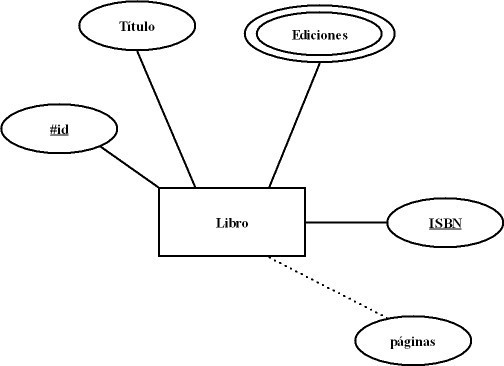 Título
Ediciones
#id
Libro
ISBN
páginas